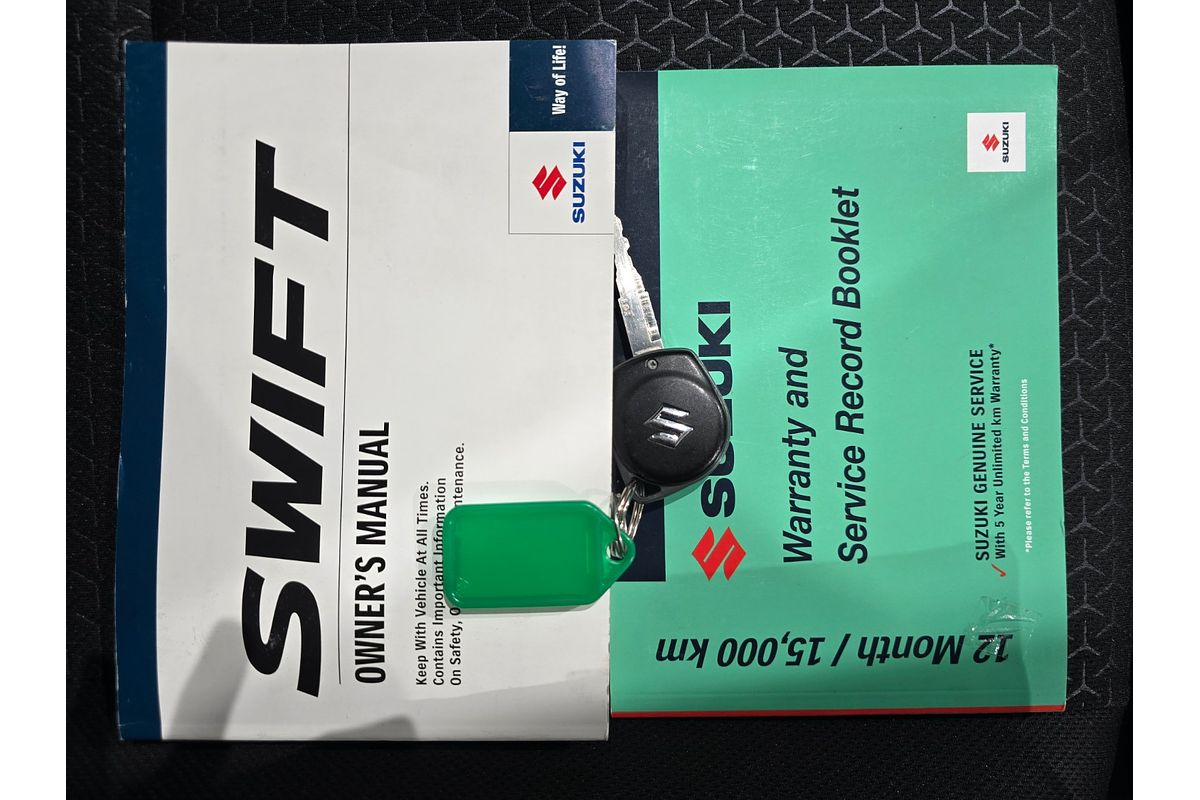 SWIFT
OWNER'S MANUAL
Keep With Vehicle At All Times.
Contains Important Information
On Safety, ntenance.
SUZUKI
Way of Life!
SUZUKI
Warranty and
Service Record Booklet
✓ SUZUKI GENUINE SERVICE
With 5 Year Unlimited km Warranty*
*Please refer to the Terms and Conditions
SUZUKI
12 Month / 15,000 km